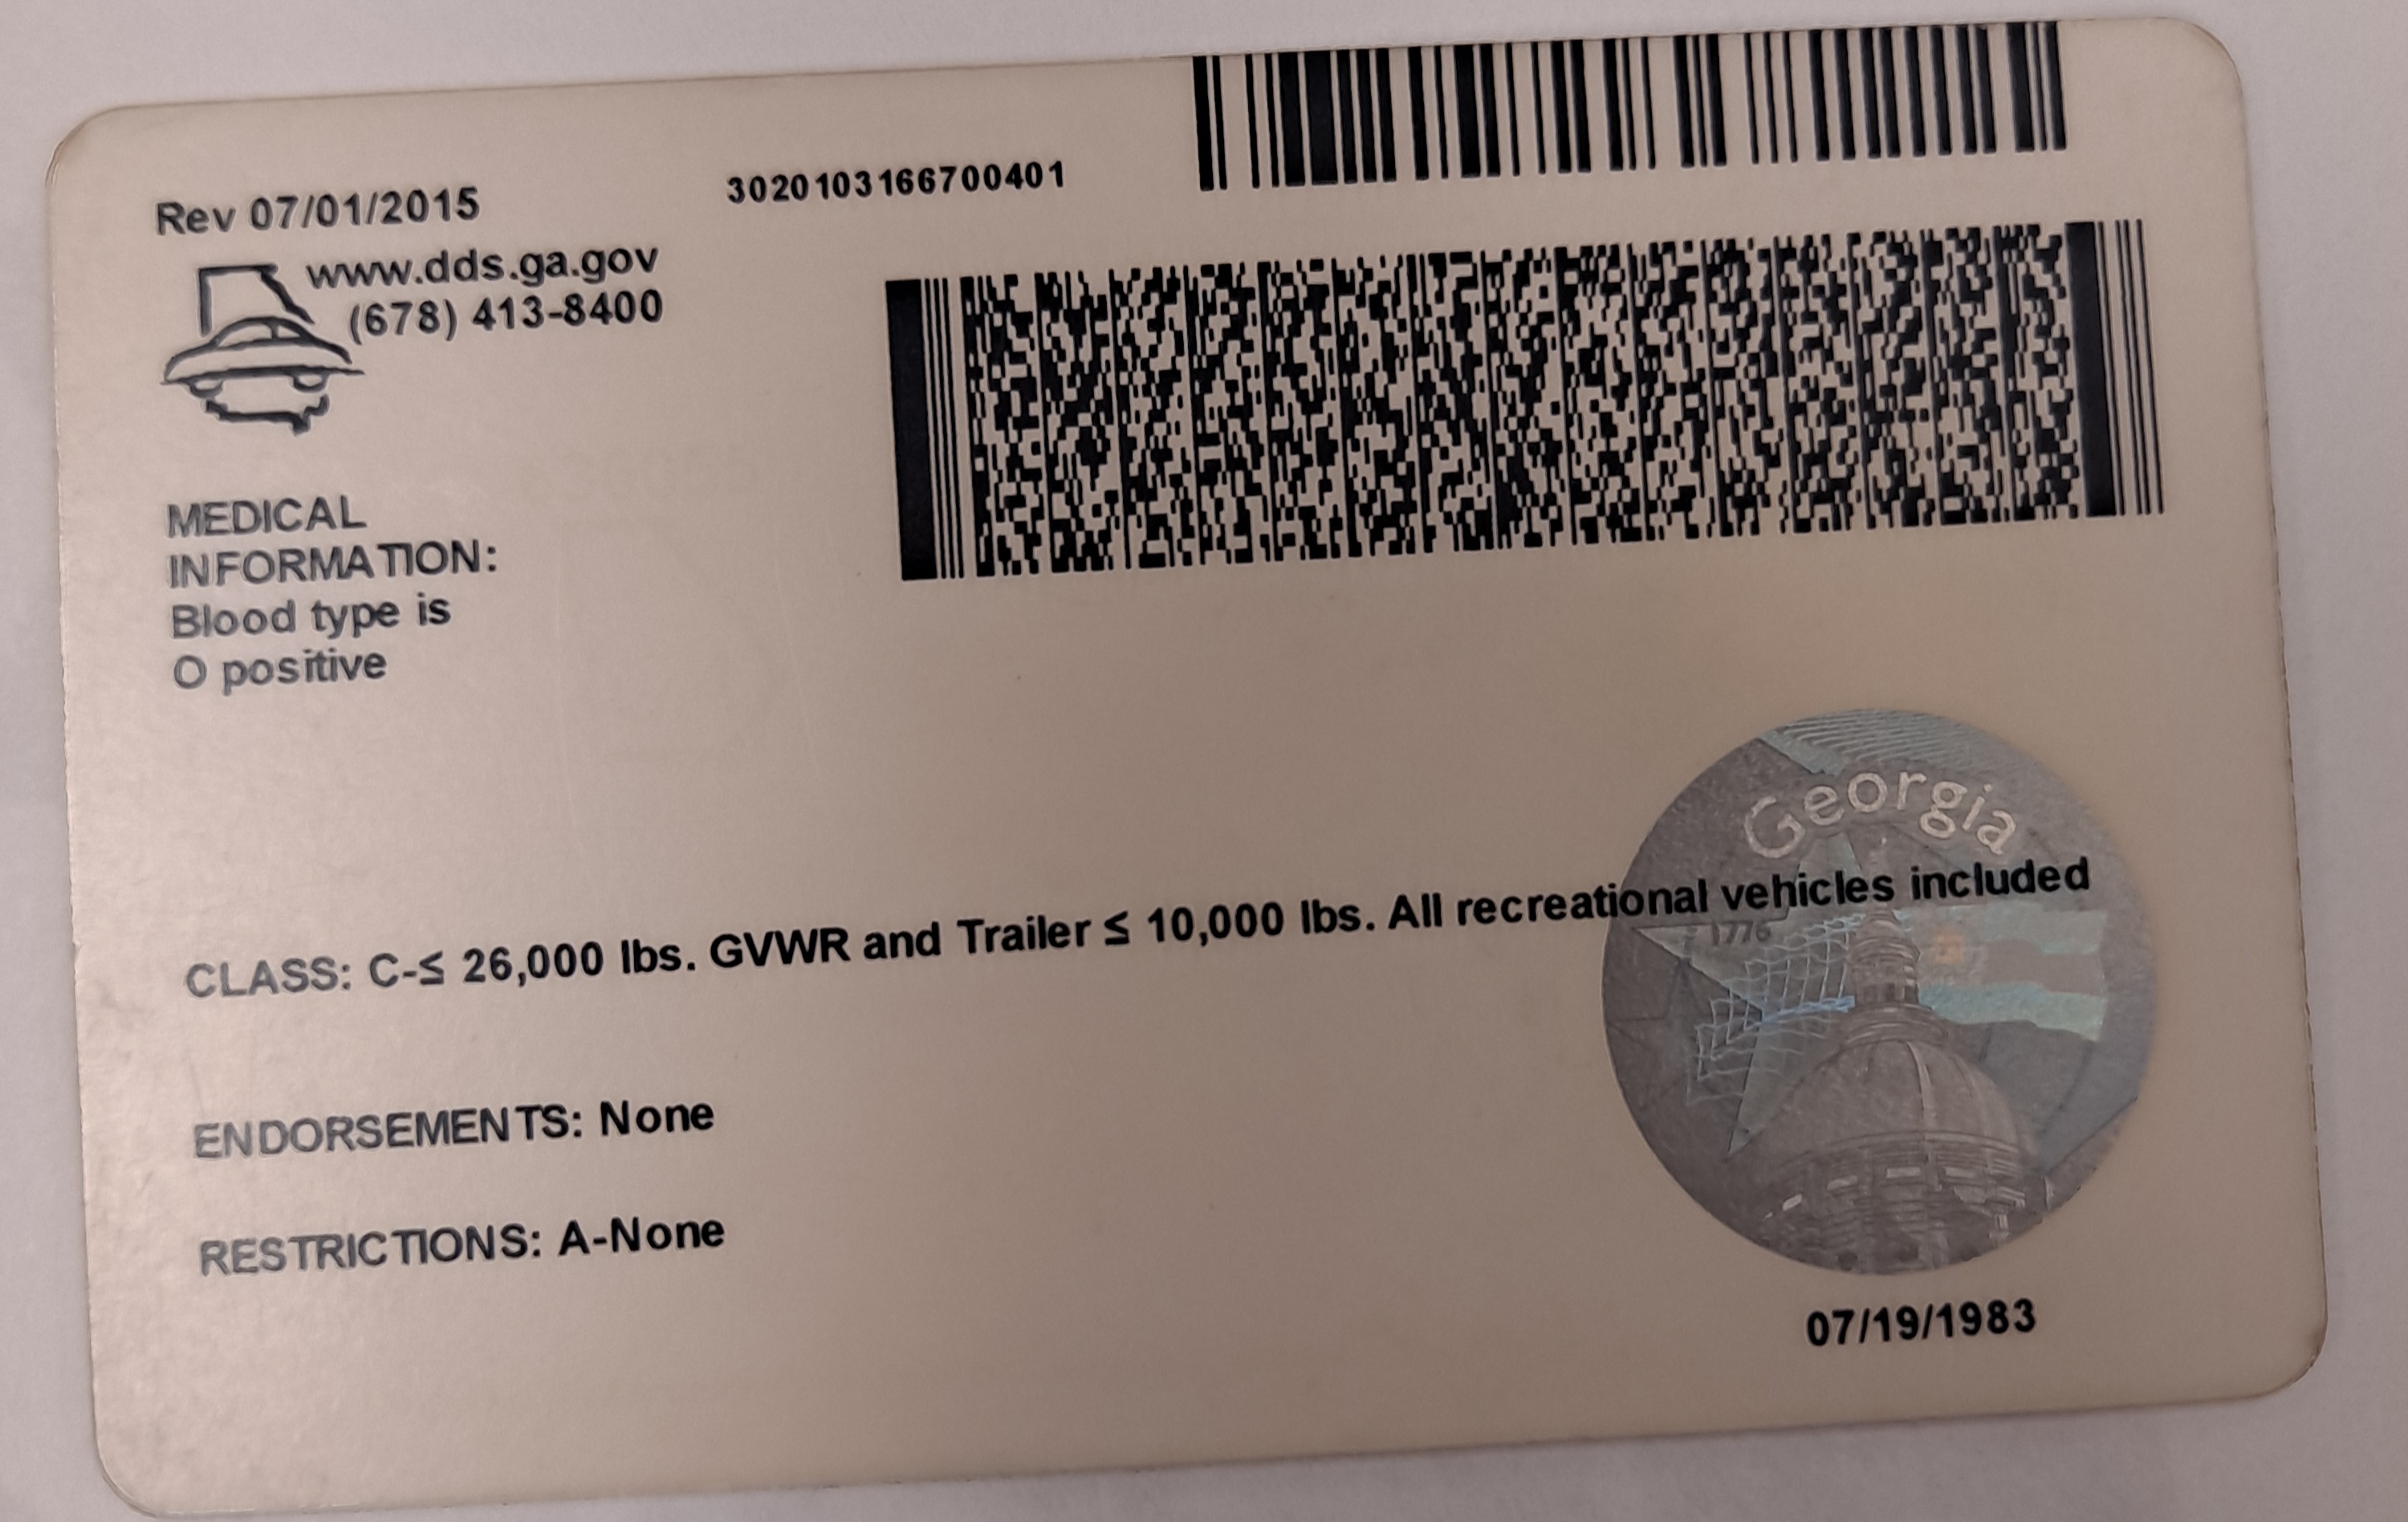 Rev 07/01/2015
3020103166700401
www.dds.ga.gov
(678) 413-8400
MEDICAL
INFORMATION:
Blood type is
O positive
Georgia
1776
CLASS: C-≤ 26,000 lbs. GVWR and Trailer ≤ 10,000 lbs. All recreational vehicles included
ENDORSEMENTS: None
RESTRICTIONS: A-None
07/19/1983